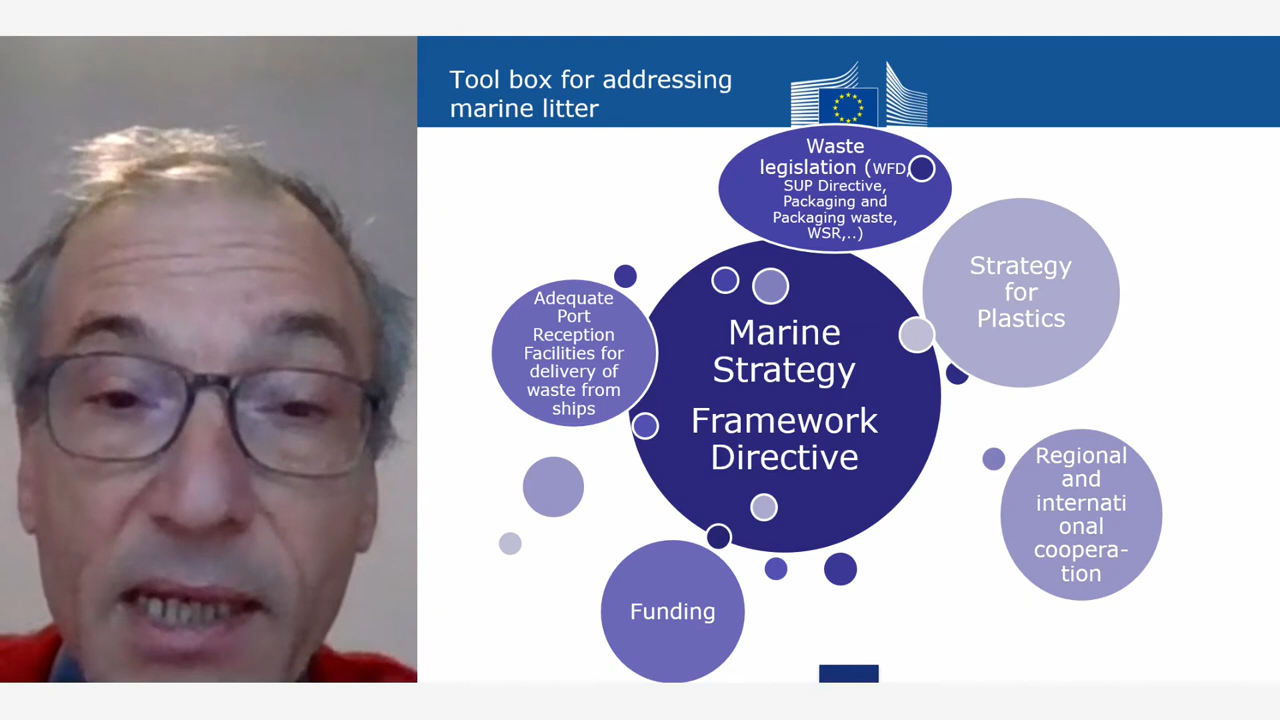 Tool box for addressing
marine litter
Waste
legislation (WFD,
SUP Directive,
Packaging and
Packaging waste,
WSR,..)
Strategy
for
Plastics
Adequate
Port
Reception
Facilities for
delivery of
waste from
ships
Marine
Strategy
Framework
Directive
Regional
and
internati
onal
coopera-
tion
Funding